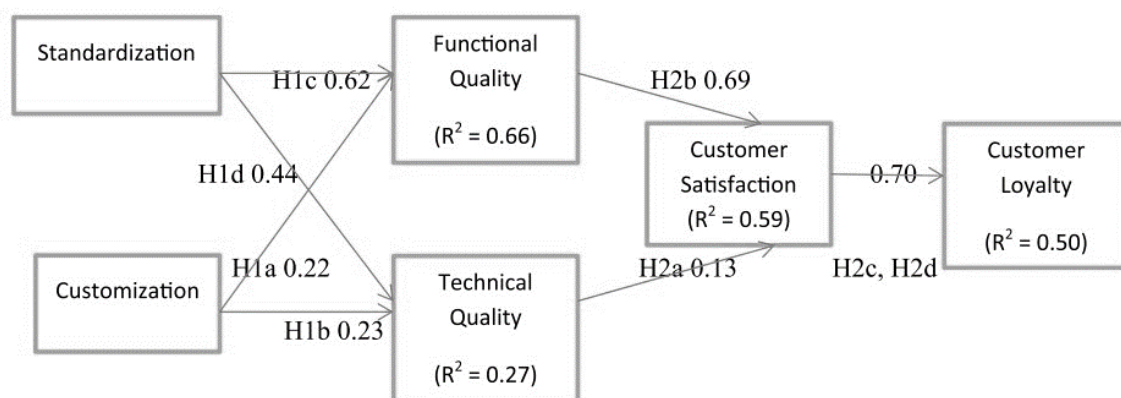 Standardization
Functional
Quality
(R² = 0.66)
H1c 0.62
H2b 0.69
H1d 0.44
Customer
Satisfaction
(R² = 0.59)
0.70
Customer
Loyalty
(R² = 0.50)
Customization
H1a 0.22
H1b 0.23
Technical
Quality
(R² = 0.27)
H2a 0.13
H2c, H2d